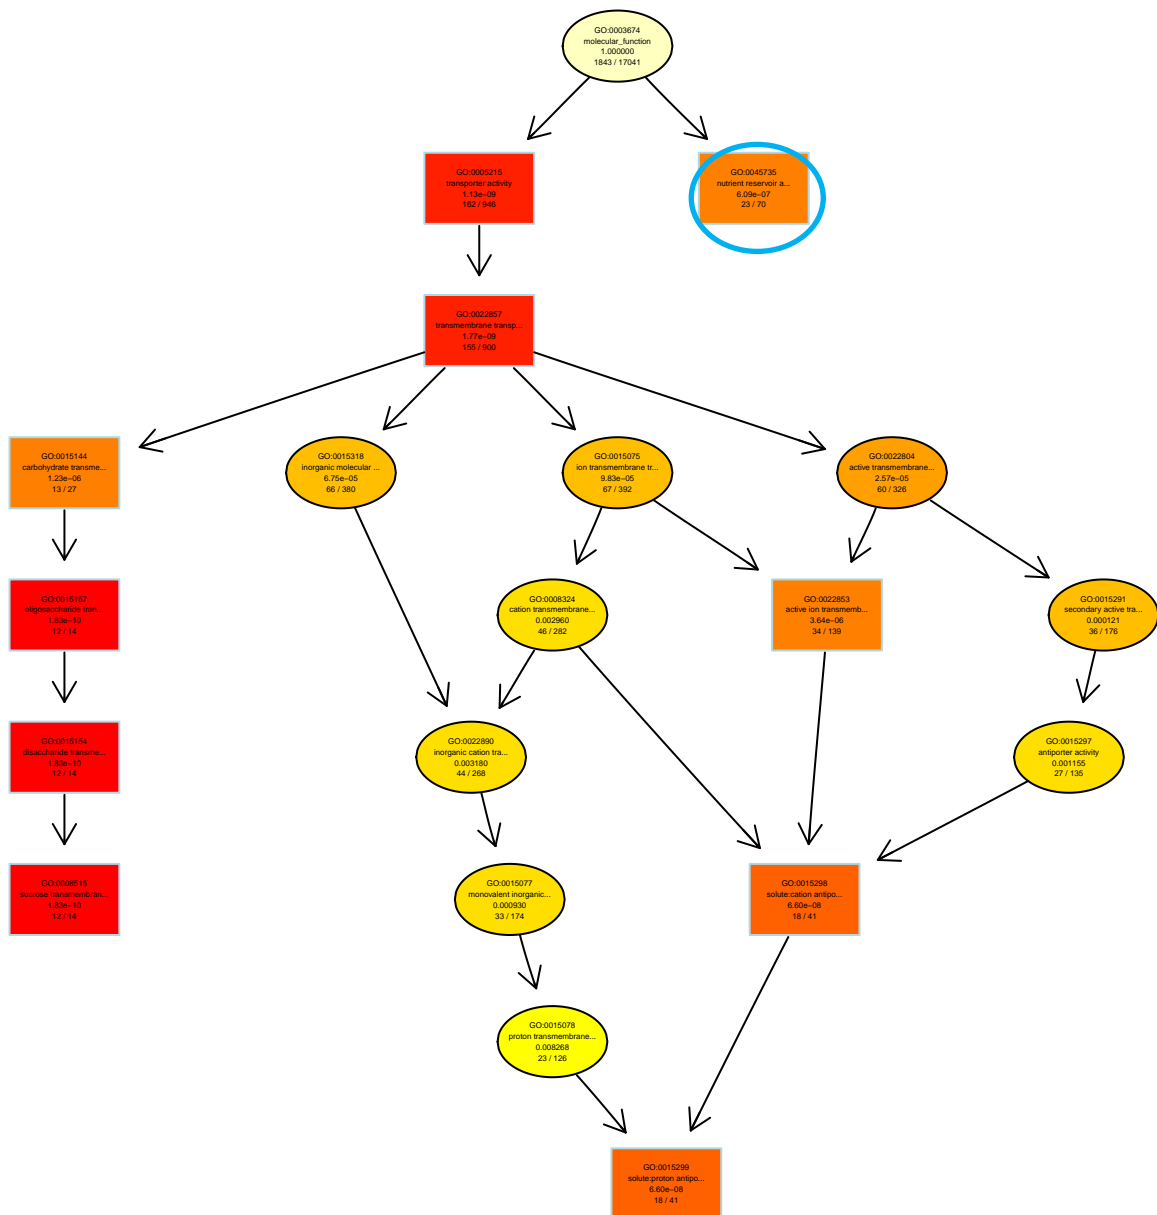 GO:0003674
molecular_function
1.000000
1843 / 17041
GO:0005215
transporter activity
1.13e−09
162 / 946
GO:0045735
nutrient reservoir a...
6.09e−07
23 / 70
GO:0022857
transmembrane transp...
1.77e−09
155 / 900
GO:0015144
carbohydrate transme...
1.23e−06
13 / 27
GO:0015318
inorganic molecular ...
6.75e−05
66 / 380
GO:0015075
ion transmembrane tr...
9.83e−05
67 / 392
GO:0022804
active transmembrane...
2.57e−05
60 / 326
GO:0015157
oligosaccharide tran...
1.83e−10
12 / 14
GO:0008324
cation transmembrane...
0.002960
46 / 282
GO:0022853
active ion transmemb...
3.64e−06
34 / 139
GO:0015291
secondary active tra...
0.000121
36 / 176
GO:0015154
disaccharide transme...
1.83e−10
12 / 14
GO:0022890
inorganic cation tra...
0.003180
44 / 268
GO:0015297
antiporter activity
0.001155
27 / 135
GO:0008515
sucrose transmembran...
1.83e−10
12 / 14
GO:0015077
monovalent inorganic...
0.000930
33 / 174
GO:0015298
solute:cation antipo...
6.60e−08
18 / 41
GO:0015078
proton transmembrane...
0.008268
23 / 126
GO:0015299
solute:proton antipo...
6.60e−08
18 / 41